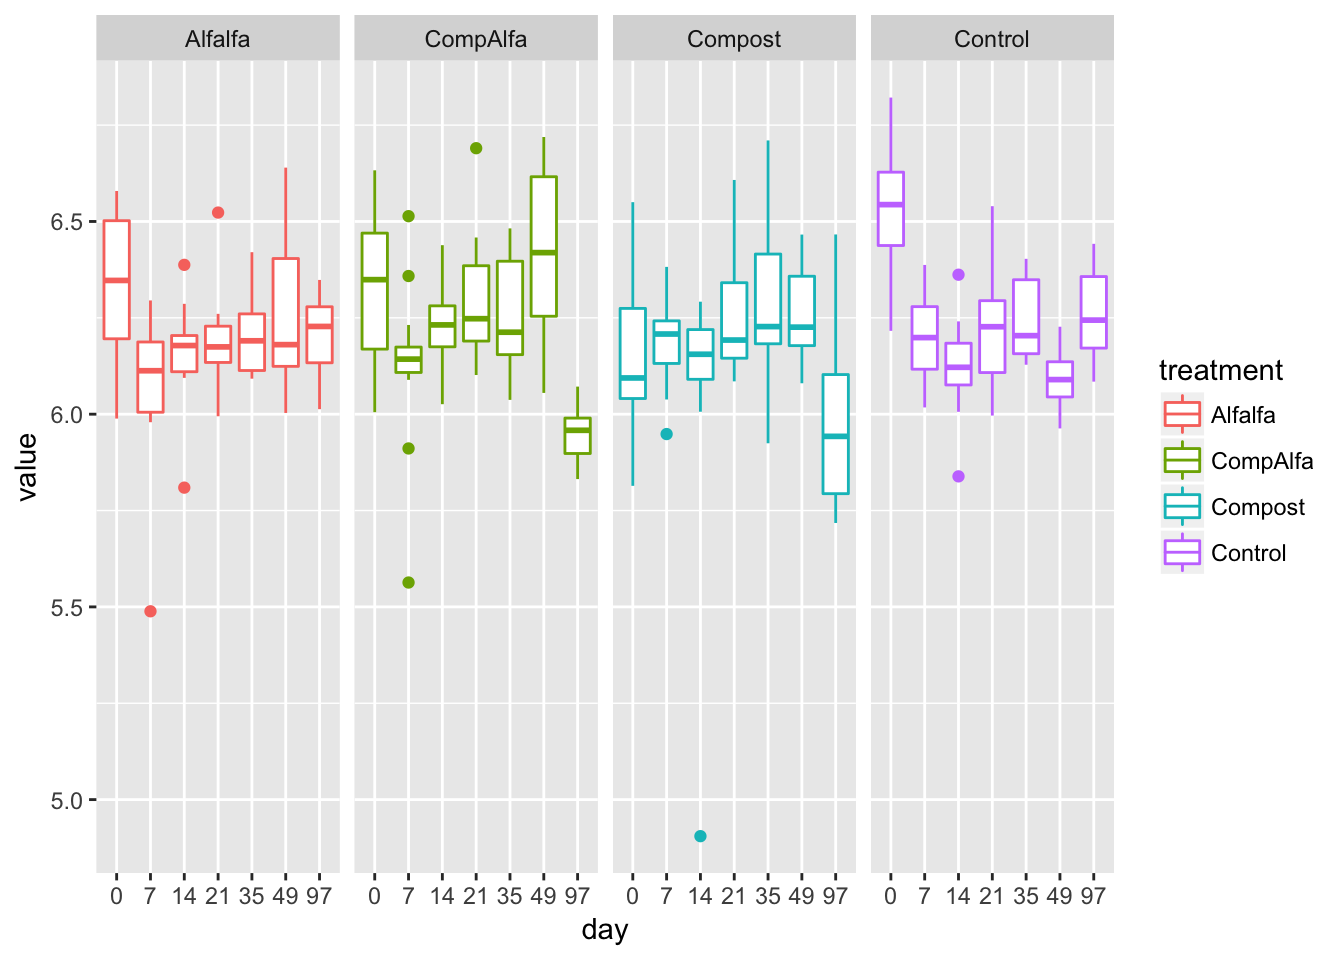 Alfalfa CompAlfa Compost Control
value
6.5
6.0
5.5
5.0
0 7 14 21 35 49 97 0 7 14 21 35 49 97 0 7 14 21 35 49 97 0 7 14 21 35 49 97
day
treatment
Alfalfa
CompAlfa
Compost
Control